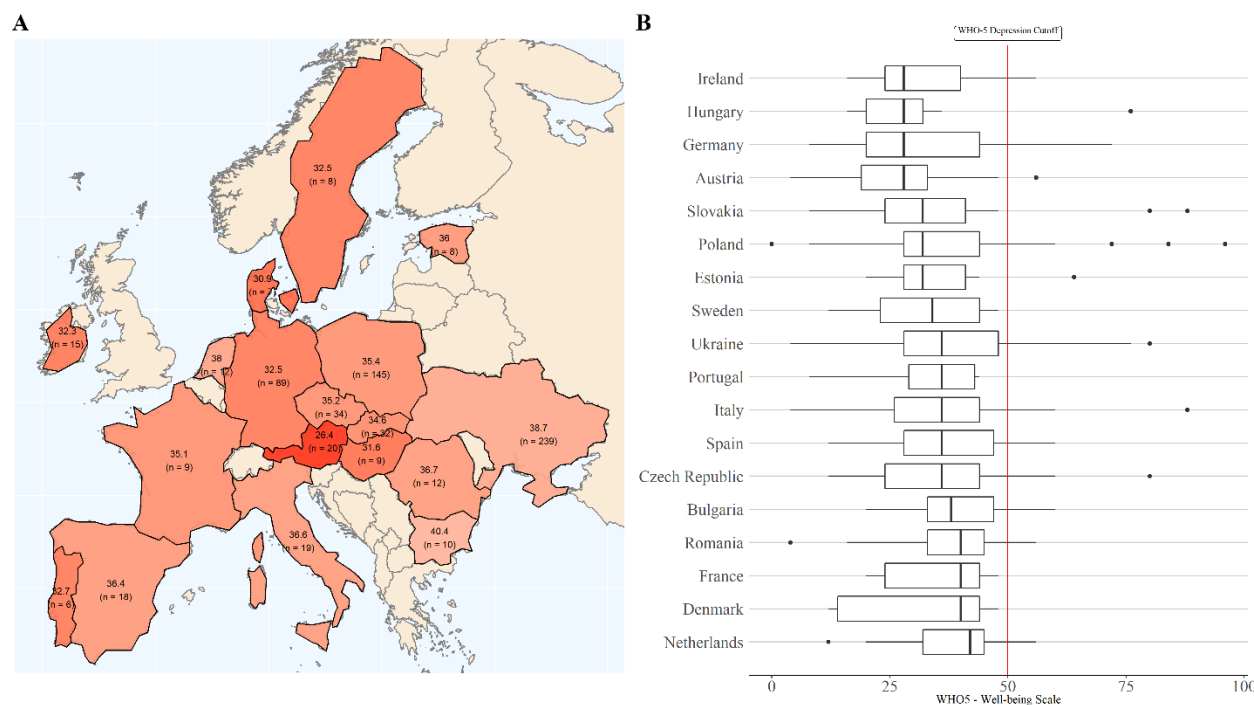 A
32.5
(n = 8)
36
(n = 8)
30.9
(n =
32.3
(n = 15)
38
(n = 12)
32.5
(n = 89)
35.4
(n = 145)
35.2
(n = 34)
34.6
(n = 32)
26.4
(n = 20)
31.6
(n = 9)
38.7
(n = 239)
35.1
(n = 9)
36.7
(n = 12)
36.6
(n = 19)
40.4
(n = 10)
36.4
(n = 18)
32.7
(n = 6)
B
WHO-5 Depression Cutoff
Ireland
Hungary
Germany
Austria
Slovakia
Poland
Estonia
Sweden
Ukraine
Portugal
Italy
Spain
Czech Republic
Bulgaria
Romania
France
Denmark
Netherlands
0 25 50 75 100
WHO5 - Well-being Scale